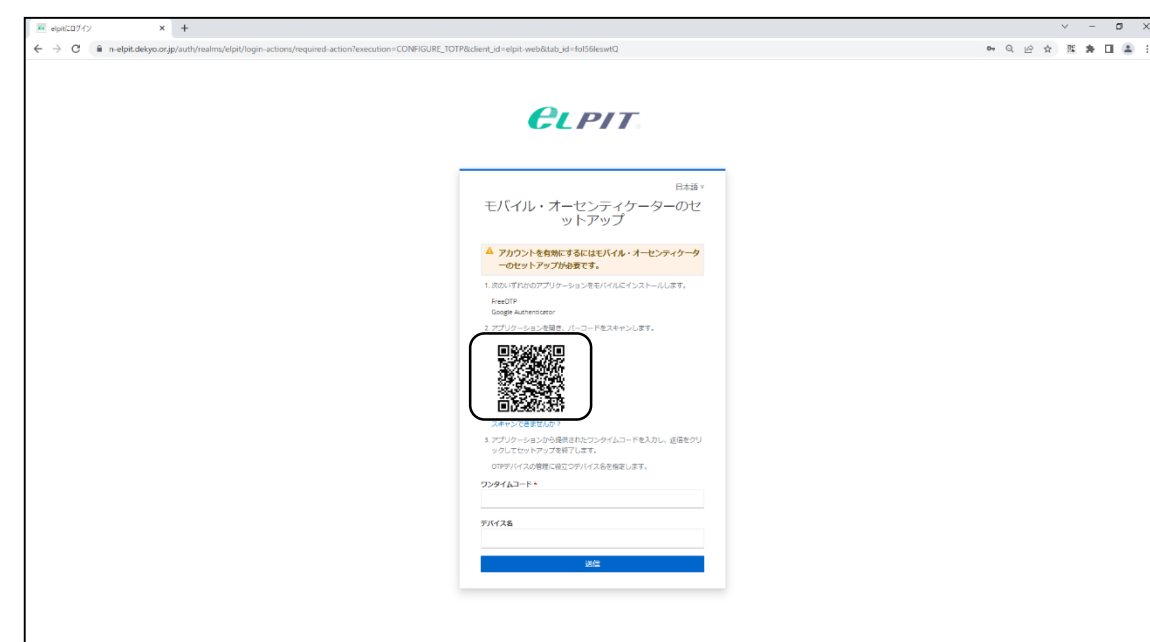 elpitにログイン
n-elpit.dekyo.or.jp/auth/realms/elpit/login-actions/required-action?execution=CONFIGURE_TOTP&client_id=elpit-web&tab_id=fol56leswtQ
eLPIT
日本語
モバイル・オーセンティケーターのセ
ットアップ
アカウントを有効にするにはモバイル・オーセンティケータ
ーのセットアップが必要です。
1. 次のいずれかのアプリケーションをモバイルにインストールします。
FreeOTP
Google Authenticator
2. アプリケーションを開き、バーコードをスキャンします。
スキャンできませんか?
3. アプリケーションから提供されたワンタイムコードを入力し、送信をクリ
ックしてセットアップを終了します。
OTPデバイスの管理に役立つデバイス名を指定します。
ワンタイムコード *
デバイス名
送信